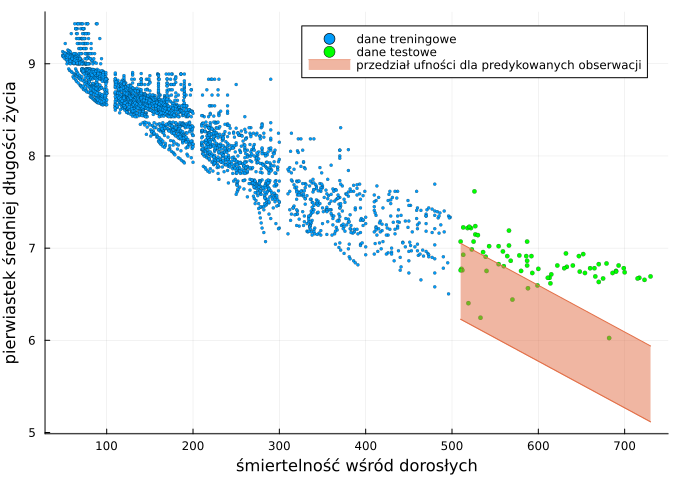 dane treningowe
dane testowe
przedział ufności dla predykowanych obserwacji
pierwiastek średniej długości życia
9
8
7
6
5
100 200 300 400 500 600 700
śmiertelność wśród dorosłych